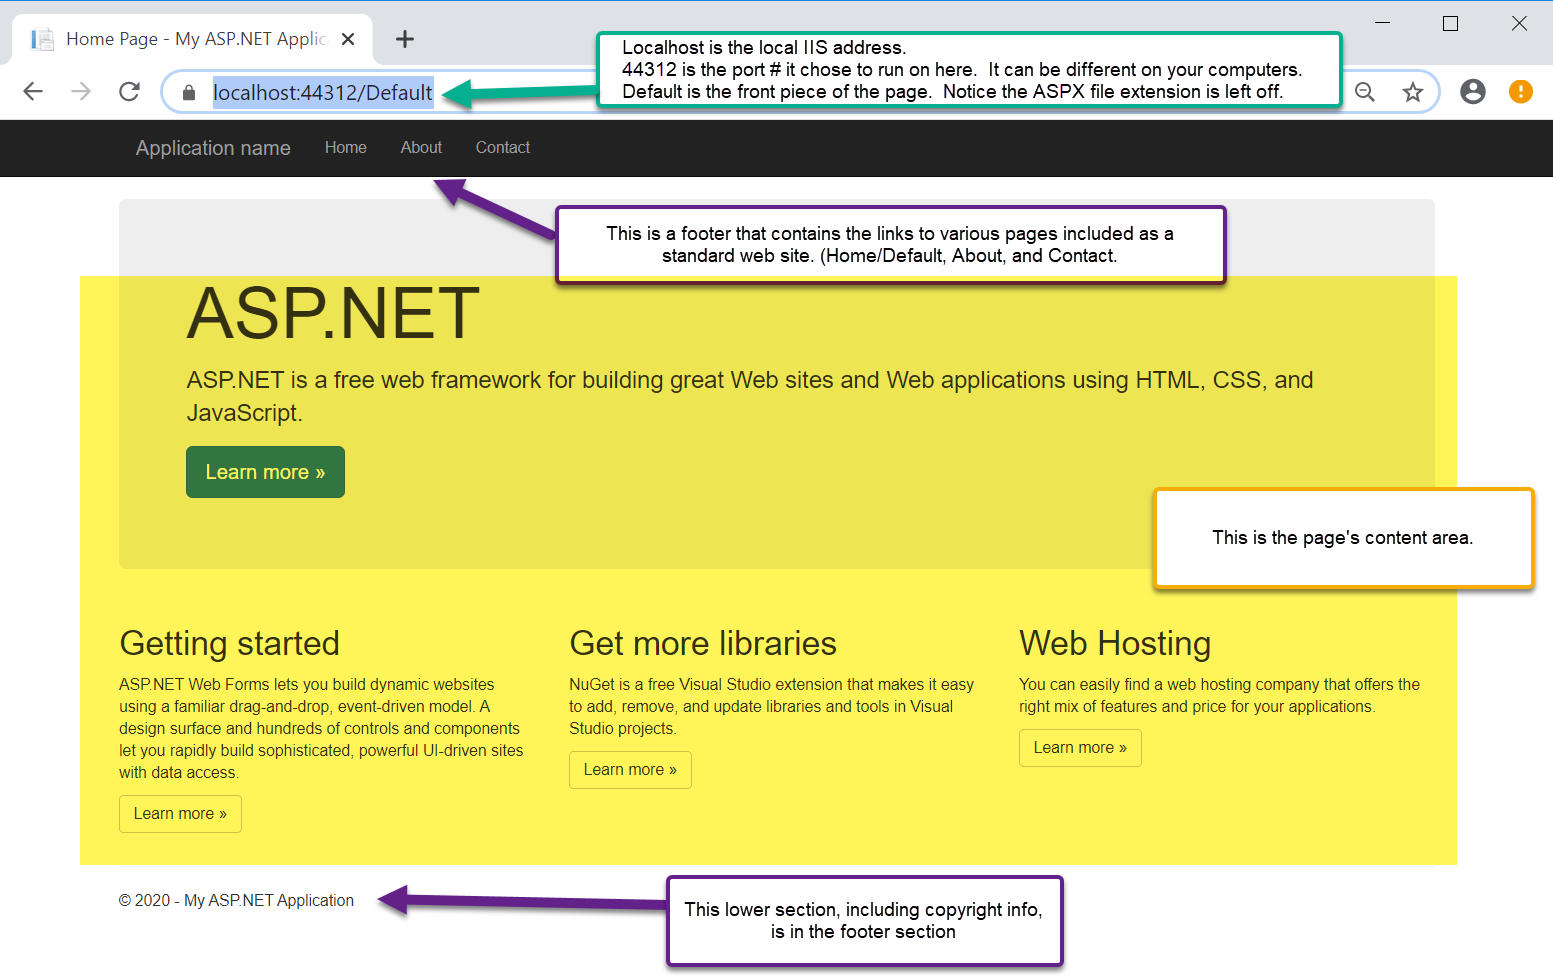 Home Page - My ASP.NET Applic
Localhost is the local IIS address.
44312 is the port # it chose to run on here.  It can be different on your computers.
Default is the front piece of the page.  Notice the ASPX file extension is left off.
localhost:44312/Default
Application name
Home
About
Contact
This is a footer that contains the links to various pages included as a
standard web site. (Home/Default, About, and Contact.
ASP.NET
ASP.NET is a free web framework for building great Web sites and Web applications using HTML, CSS, and
JavaScript.
Learn more »
This is the page's content area.
Getting started
ASP.NET Web Forms lets you build dynamic websites
using a familiar drag-and-drop, event-driven model. A
design surface and hundreds of controls and components
let you rapidly build sophisticated, powerful UI-driven sites
with data access.
Learn more »
Get more libraries
NuGet is a free Visual Studio extension that makes it easy
to add, remove, and update libraries and tools in Visual
Studio projects.
Learn more »
Web Hosting
You can easily find a web hosting company that offers the
right mix of features and price for your applications.
Learn more »
© 2020 - My ASP.NET Application
This lower section, including copyright info,
is in the footer section